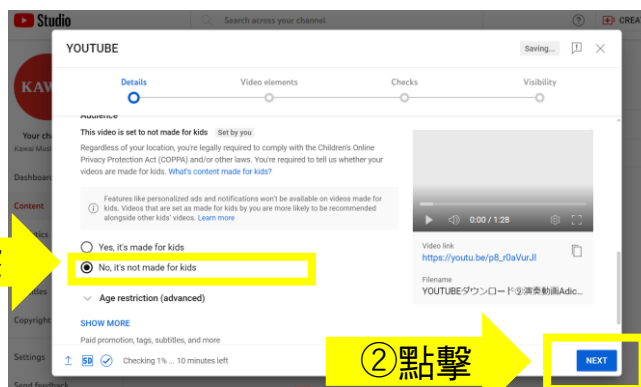 Studio
Search across your channel
CREA
YOUTUBE
Saving...
Details
Video elements
Checks
Visibility
KAW
Your ch
Kawai Musi
Dashboar
Content
Copyright
Settings
Send feedback
Audience
This video is set to not made for kids Set by you
Regardless of your location, you're legally required to comply with the Children's Online
Privacy Protection Act (COPPA) and/or other laws. You're required to tell us whether your
videos are made for kids. What's content made for kids?
Features like personalized ads and notifications won't be available on videos made for
kids. Videos that are set as made for kids by you are more likely to be recommended
alongside other kids' videos. Learn more
Yes, it's made for kids
No, it's not made for kids
Age restriction (advanced)
SHOW MORE
Paid promotion, tags, subtitles, and more
0:00 / 1:28
Video link
https://youtu.be/p8_r0aVurJI
Filename
YOUTUBEダウンロード⑨演奏動画Adic...
SD
Checking 1% ... 10 minutes left
②點擊
NEXT